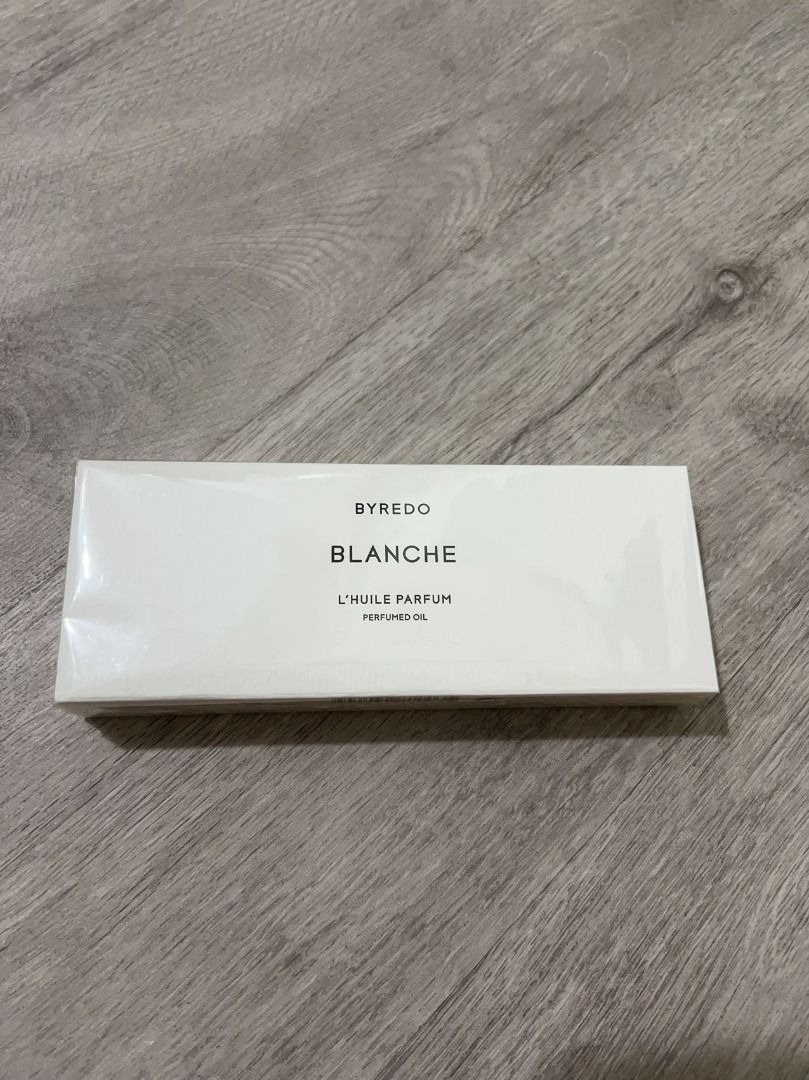 BYREDO
BLANCHE
L'HUILE PARFUM
PERFUMED OIL